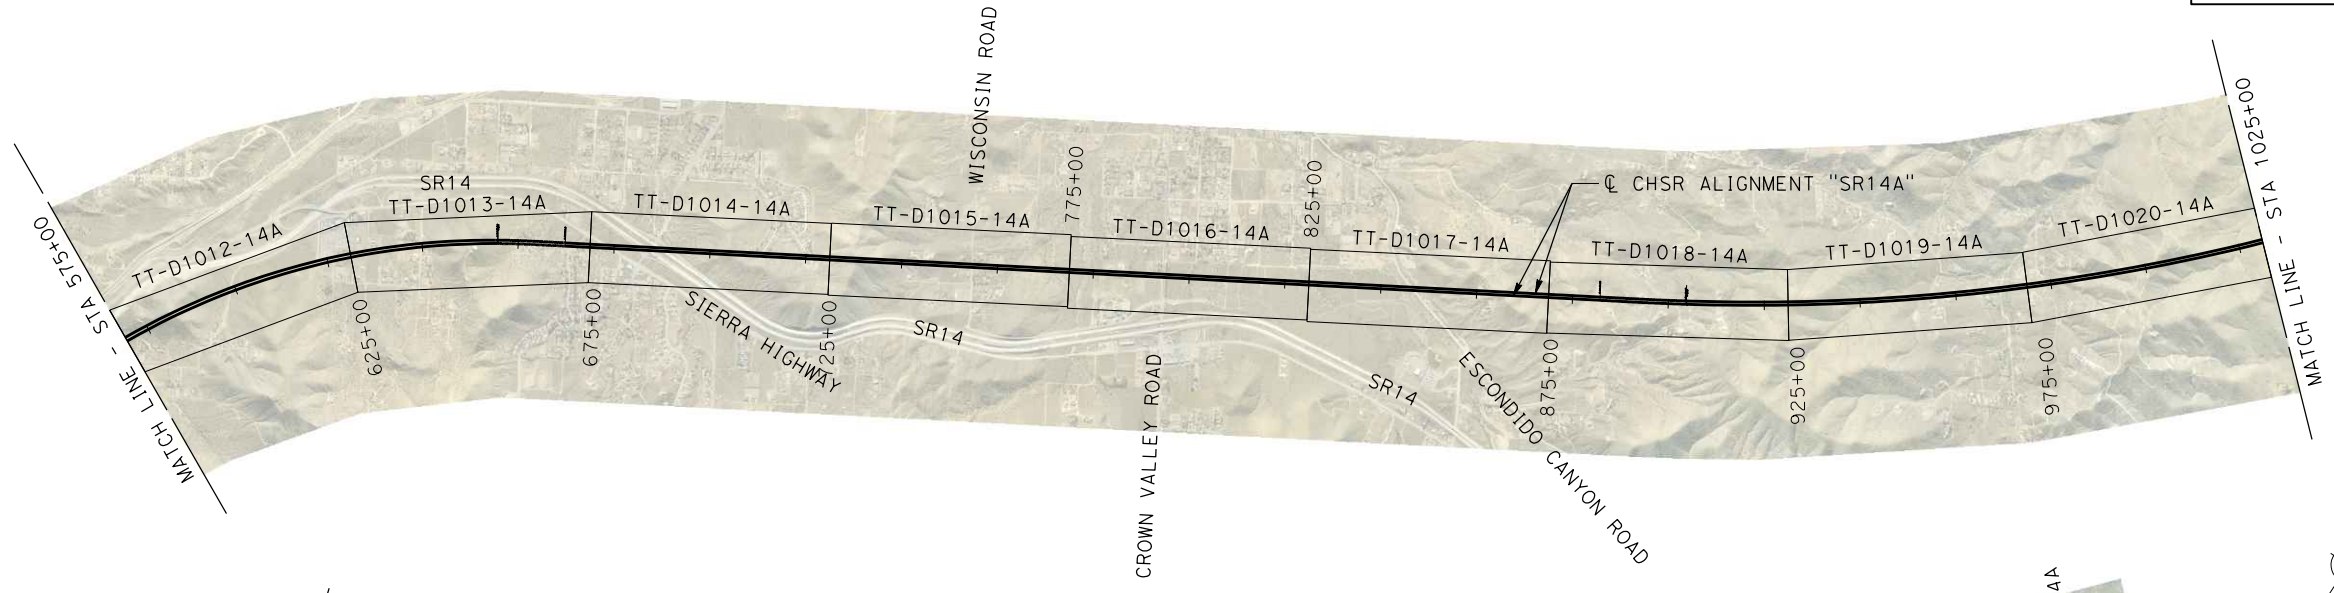 MATCH LINE - STA 575+00
TT-D1012-14A
SR14
TT-D1013-14A
TT-D1014-14A
TT-D1015-14A
TT-D1016-14A
TT-D1017-14A
TT-D1018-14A
TT-D1019-14A
TT-D1020-14A
WISCONSIN ROAD
775+00
825+00
℄ CHSR ALIGNMENT "SR14A"
MATCH LINE - STA 1025+00
625+00
675+00
SIERRA HIGHWAY
SR14
CROWN VALLEY ROAD
SR14
ESCONDIDO CANYON ROAD
875+00
925+00
975+00